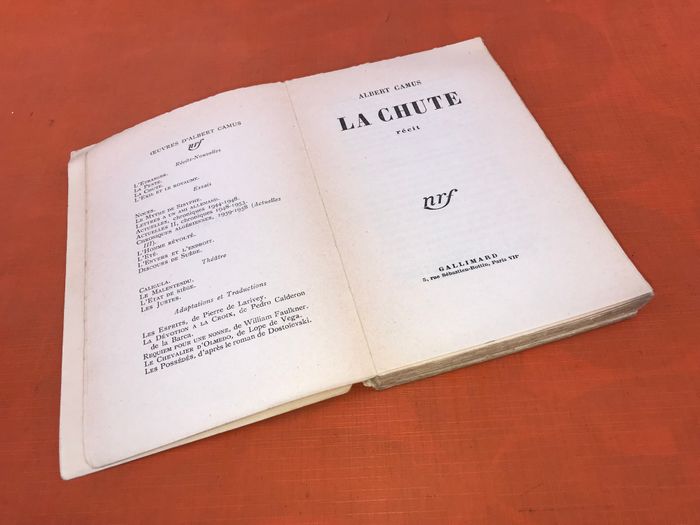 ŒUVRES D'ALBERT CAMUS
nrf
Récits-Nouvelles
L'ÉTRANGER.
LA PESTE.
LA CHUTE.
L'EXIL ET LE ROYAUME.
Essais
NOCES.
LE MYTHE DE SISYPHE.
LETTRES A UN AMI ALLEMAND.
ACTUELLES, chroniques 1944-1948.
ACTUELLES II, chroniques 1948-1953.
CHRONIQUES ALGÉRIENNES, 1939-1958 (Actuelles
III).
L'HOMME RÉVOLTÉ.
L'ÉTÉ.
L'ENVERS ET L'ENDROIT.
DISCOURS DE SUÈDE.
Théâtre
CALIGULA.
LE MALENTENDU.
L'ÉTAT DE SIÈGE.
LES JUSTES.
Adaptations et Traductions
LES ESPRITS, de Pierre de Larivey.
LA DÉVOTION A LA CROIX, de Pedro Calderon
de la Barca.
REQUIEM POUR UNE NONNE, de William Faulkner.
LE CHEVALIER D'OLMEDO, de Lope de Vega.
LES POSSÉDÉS, d'après le roman de Dostoïevski.
ALBERT CAMUS
LA CHUTE
récit
nrf
GALLIMARD
5, rue Sébastien-Bottin, Paris VIIe